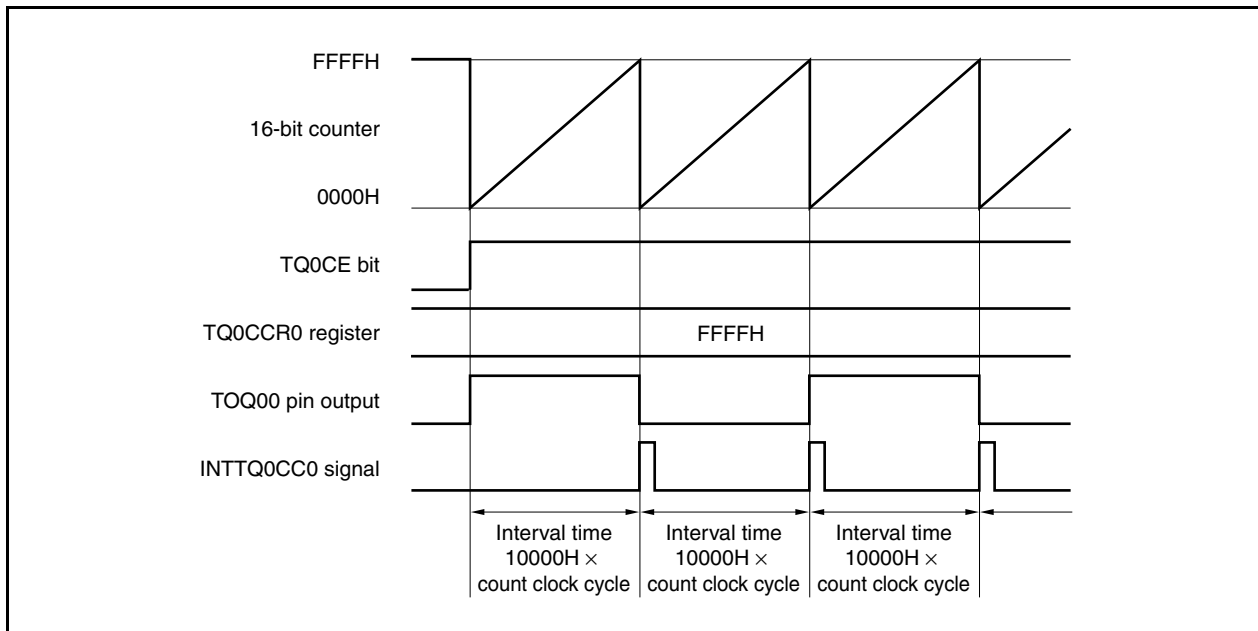 FFFFH
16-bit counter
0000H
TQ0CE bit
TQ0CCR0 register
FFFFH
TOQ00 pin output
INTTQ0CC0 signal
Interval time
10000H ×
count clock cycle
Interval time
10000H ×
count clock cycle
Interval time
10000H ×
count clock cycle